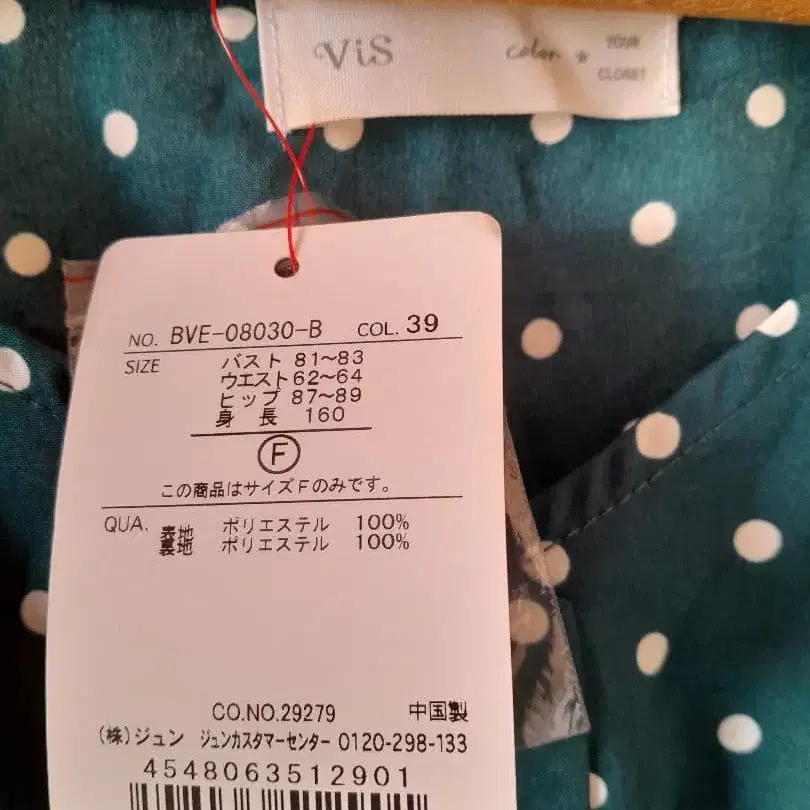 ViS color * YOUR CLOSET
NO. BVE-08030-B COL. 39
SIZE バスト 81~83
ウエスト 62~64
ヒップ 87~89
身長 160
F
この商品はサイズFのみです。
QUA. 表地 ポリエステル 100%
裏地 ポリエステル 100%
CO.NO.29279 中国製
(株)ジュン ジュンカスタマーセンター 0120-298-133
4548063512901